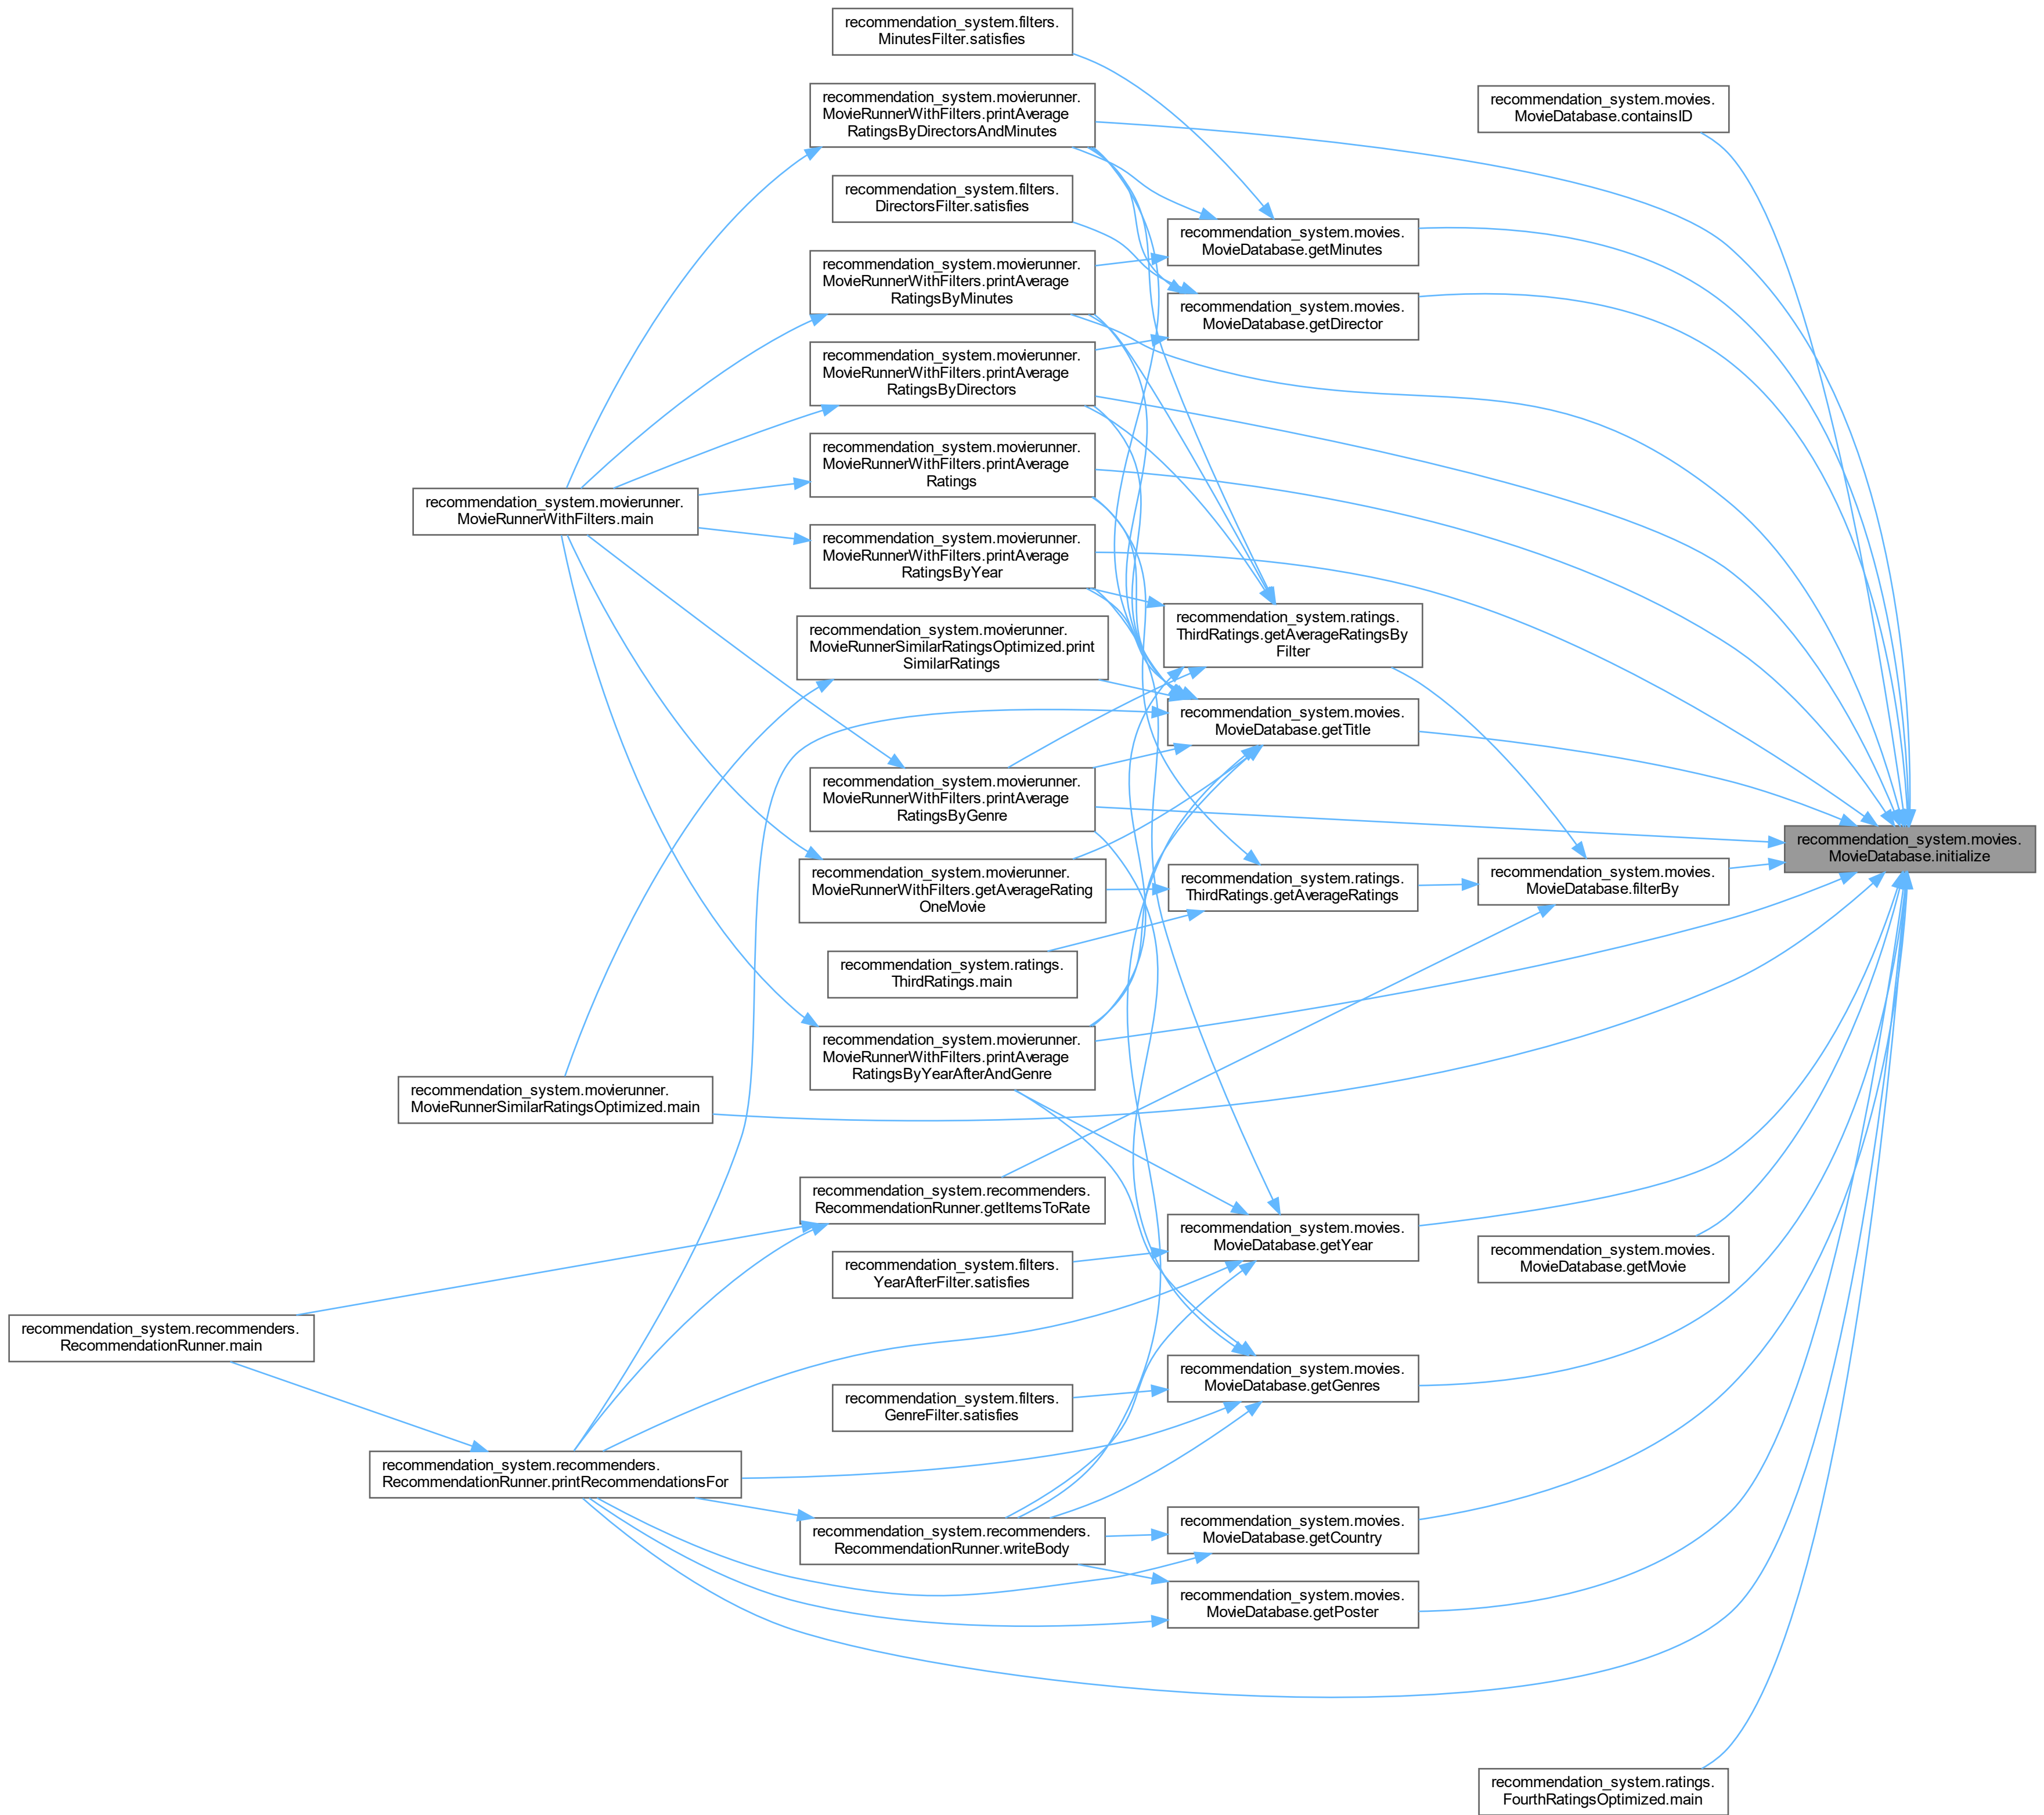 recommendation_system.filters.
MinutesFilter.satisfies
recommendation_system.movierunner.
MovieRunnerWithFilters.printAverage
RatingsByDirectorsAndMinutes
recommendation_system.movies.
MovieDatabase.containsID
recommendation_system.filters.
DirectorsFilter.satisfies
recommendation_system.movies.
MovieDatabase.getMinutes
recommendation_system.movierunner.
MovieRunnerWithFilters.printAverage
RatingsByMinutes
recommendation_system.movies.
MovieDatabase.getDirector
recommendation_system.movierunner.
MovieRunnerWithFilters.printAverage
RatingsByDirectors
recommendation_system.movierunner.
MovieRunnerWithFilters.printAverage
Ratings
recommendation_system.movierunner.
MovieRunnerWithFilters.main
recommendation_system.movierunner.
MovieRunnerWithFilters.printAverage
RatingsByYear
recommendation_system.ratings.
ThirdRatings.getAverageRatingsBy
Filter
recommendation_system.movierunner.
MovieRunnerSimilarRatingsOptimized.print
SimilarRatings
recommendation_system.movies.
MovieDatabase.getTitle
recommendation_system.movierunner.
MovieRunnerWithFilters.printAverage
RatingsByGenre
recommendation_system.movies.
MovieDatabase.initialize
recommendation_system.movierunner.
MovieRunnerWithFilters.getAverageRating
OneMovie
recommendation_system.ratings.
ThirdRatings.getAverageRatings
recommendation_system.movies.
MovieDatabase.filterBy
recommendation_system.ratings.
ThirdRatings.main
recommendation_system.movierunner.
MovieRunnerWithFilters.printAverage
RatingsByYearAfterAndGenre
recommendation_system.movierunner.
MovieRunnerSimilarRatingsOptimized.main
recommendation_system.recommenders.
RecommendationRunner.getItemsToRate
recommendation_system.movies.
MovieDatabase.getYear
recommendation_system.movies.
MovieDatabase.getMovie
recommendation_system.filters.
YearAfterFilter.satisfies
recommendation_system.recommenders.
RecommendationRunner.main
recommendation_system.movies.
MovieDatabase.getGenres
recommendation_system.filters.
GenreFilter.satisfies
recommendation_system.recommenders.
RecommendationRunner.printRecommendationsFor
recommendation_system.recommenders.
RecommendationRunner.writeBody
recommendation_system.movies.
MovieDatabase.getCountry
recommendation_system.movies.
MovieDatabase.getPoster
recommendation_system.ratings.
FourthRatingsOptimized.main